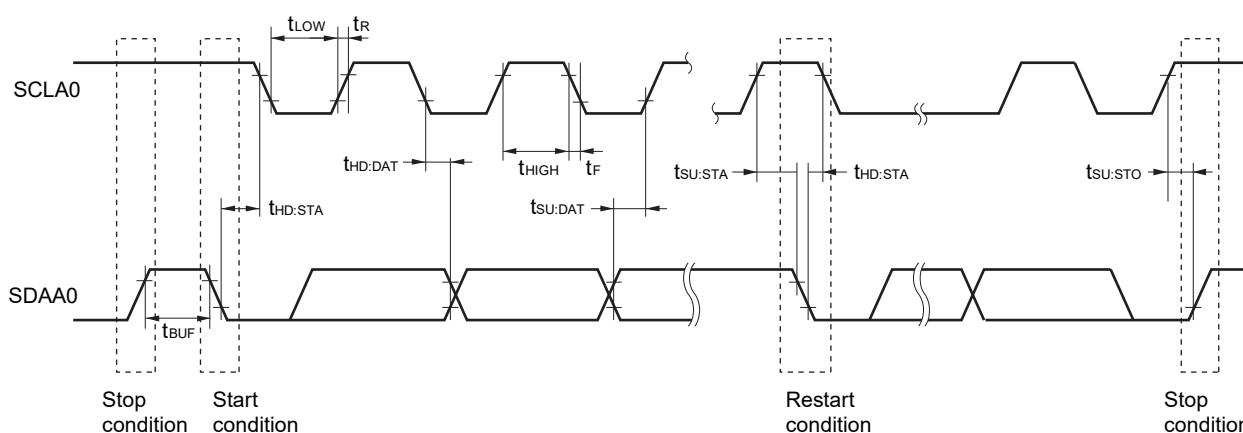 tLOW
tR
SCLA0
tHD:DAT
tHIGH
tF
tSU:STA
tHD:STA
tSU:STO
tHD:STA
tSU:DAT
SDAA0
tBUF
Stop
condition
Start
condition
Restart
condition
Stop
condition